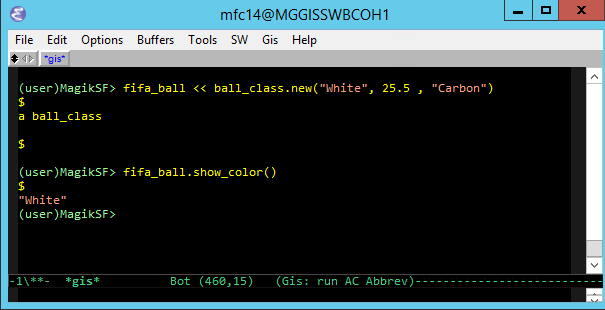 mfc14@MGGISSWBCOH1
File Edit Options Buffers Tools SW Gis Help
*gis*
(user)MagikSF> fifa_ball << ball_class.new("White", 25.5 , "Carbon")
$
a ball_class
$
(user)MagikSF> fifa_ball.show_color()
$
"White"
(user)MagikSF>
-1\**- *gis* Bot (460,15) (Gis: run AC Abbrev)---------------------------